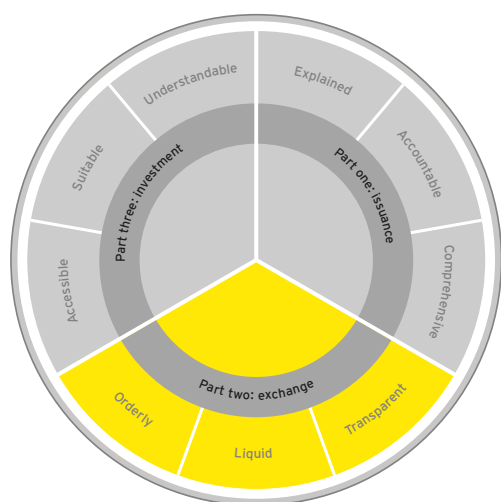 Understandable
Explained
Suitable
Accountable
Part three: investment
Part one: issuance
Accessible
Comprehensive
Part two: exchange
Orderly
Transparent
Liquid